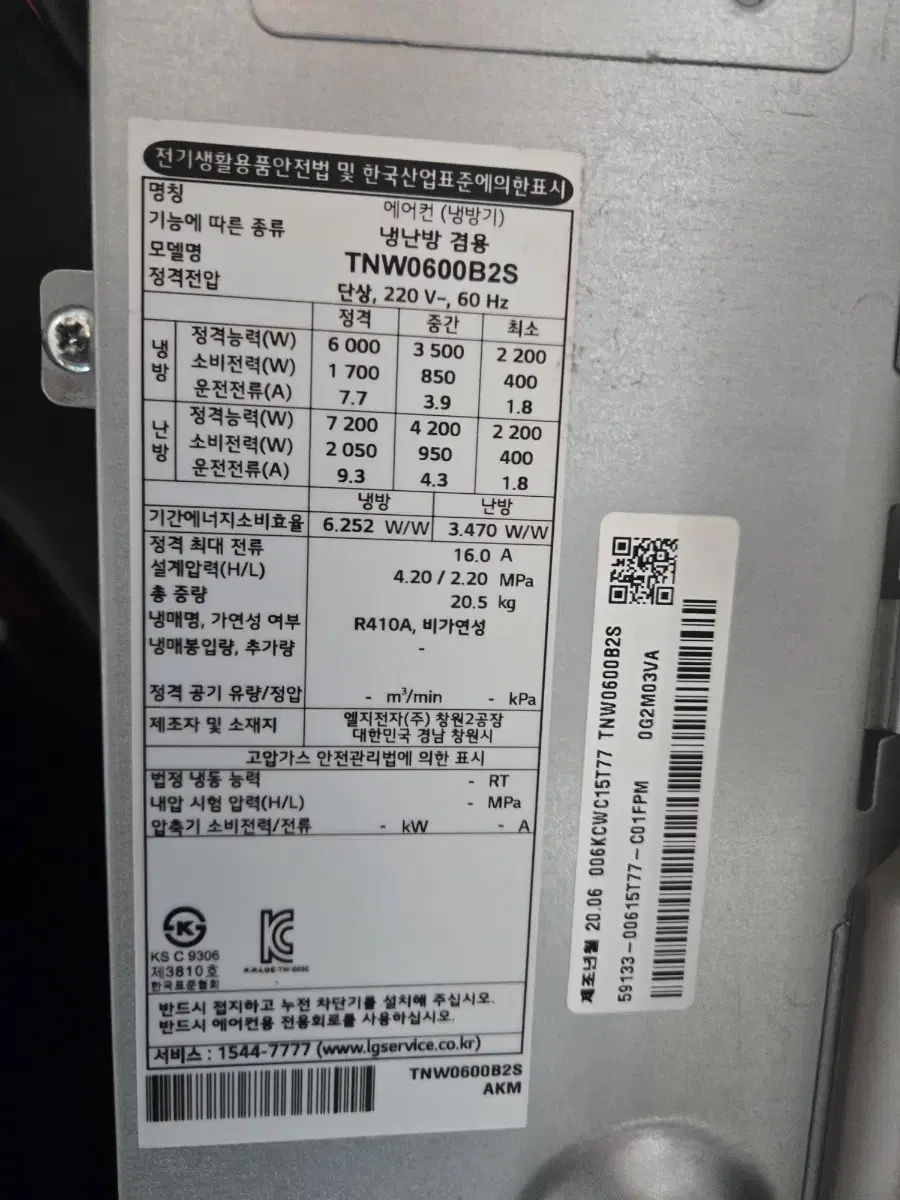 전기생활용품안전법 및 한국산업표준에의한표시
명칭 에어컨 (냉방기)
기능에 따른 종류 냉난방 겸용
모델명 TNW0600B2S
정격전압 단상, 220 V~, 60 Hz
정격 중간 최소
냉방
정격능력(W) 6 000 3 500 2 200
소비전력(W) 1 700 850 400
운전전류(A) 7.7 3.9 1.8
난방
정격능력(W) 7 200 4 200 2 200
소비전력(W) 2 050 950 400
운전전류(A) 9.3 4.3 1.8
냉방 난방
기간에너지소비효율 6.252 W/W 3.470 W/W
정격 최대 전류 16.0 A
설계압력(H/L) 4.20 / 2.20 MPa
총 중량 20.5 kg
냉매명, 가연성 여부 R410A, 비가연성
냉매봉입량, 추가량 -
정격 공기 유량/정압 - m³/min - kPa
제조자 및 소재지 엘지전자(주) 창원2공장
대한민국 경남 창원시
고압가스 안전관리법에 의한 표시
법정 냉동 능력 - RT
내압 시험 압력(H/L) - MPa
압축기 소비전력/전류 - kW - A
KS C 9306
제3810호
한국표준협회
R-R-LGE-TW-0030
반드시 접지하고 누전 차단기를 설치해 주십시오.
반드시 에어컨용 전용회로를 사용하십시오.
서비스 : 1544-7777 (www.lgservice.co.kr)
TNW0600B2S
AKM
제조년월 20.06 006KCWC15T77 TNW0600B2S
59133-00615T77-C01FPM 0G2M03VA